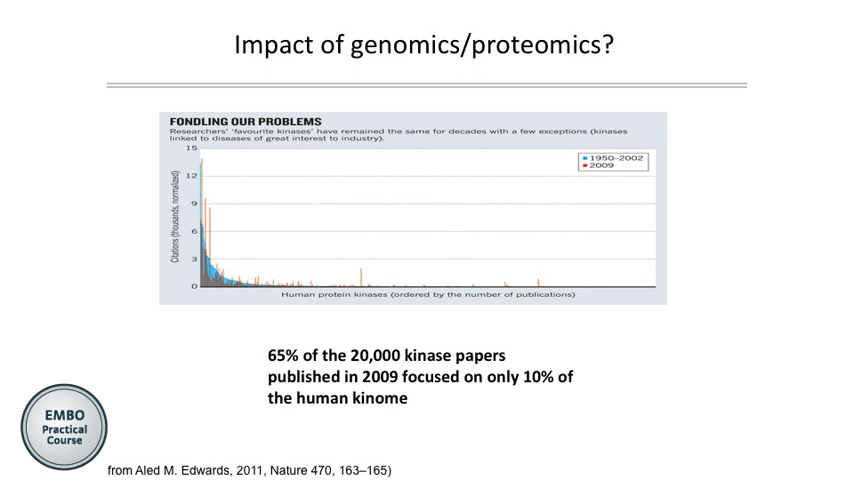 Impact of genomics/proteomics?
FONDLING OUR PROBLEMS
Researchers' 'favourite kinases' have remained the same for decades with a few exceptions (kinases
linked to diseases of great interest to industry).
15
12
9
6
3
0
Citations (thousands, normalized)
1950–2002
2009
Human protein kinases (ordered by the number of publications)
65% of the 20,000 kinase papers
published in 2009 focused on only 10% of
the human kinome
EMBO
Practical
Course
from Aled M. Edwards, 2011, Nature 470, 163–165)